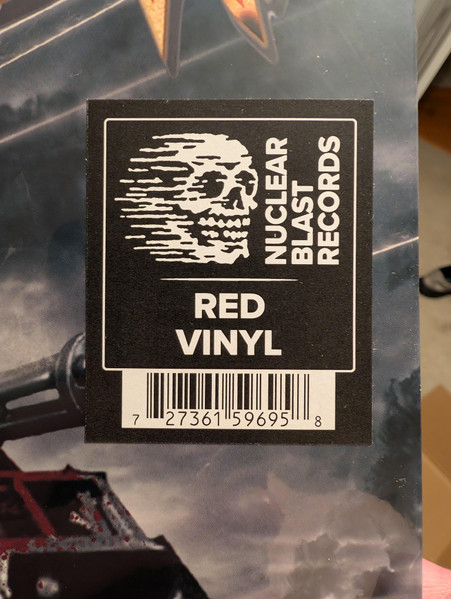 NUCLEAR
BLAST
RECORDS
RED
VINYL
7 27361 59695 8